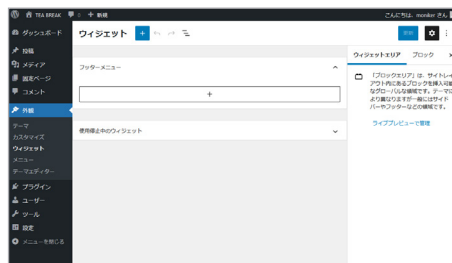 TEA BREAK
0
+ 新規
こんにちは、moniker さん
ダッシュボード
投稿
メディア
固定ページ
コメント
外観
テーマ
カスタマイズ
ウィジェット
メニュー
テーマエディター
プラグイン
ユーザー
ツール
設定
メニューを閉じる
ウィジェット
+
更新
フッターメニュー
+
使用停止中のウィジェット
ウィジェットエリア
ブロック
「ブロックエリア」は、サイトレイ
アウト内にあるブロックを挿入可能
なグローバルな領域です。テーマに
より異なりますが一般にはサイド
バーやフッターなどの領域です。
ライブプレビューで管理